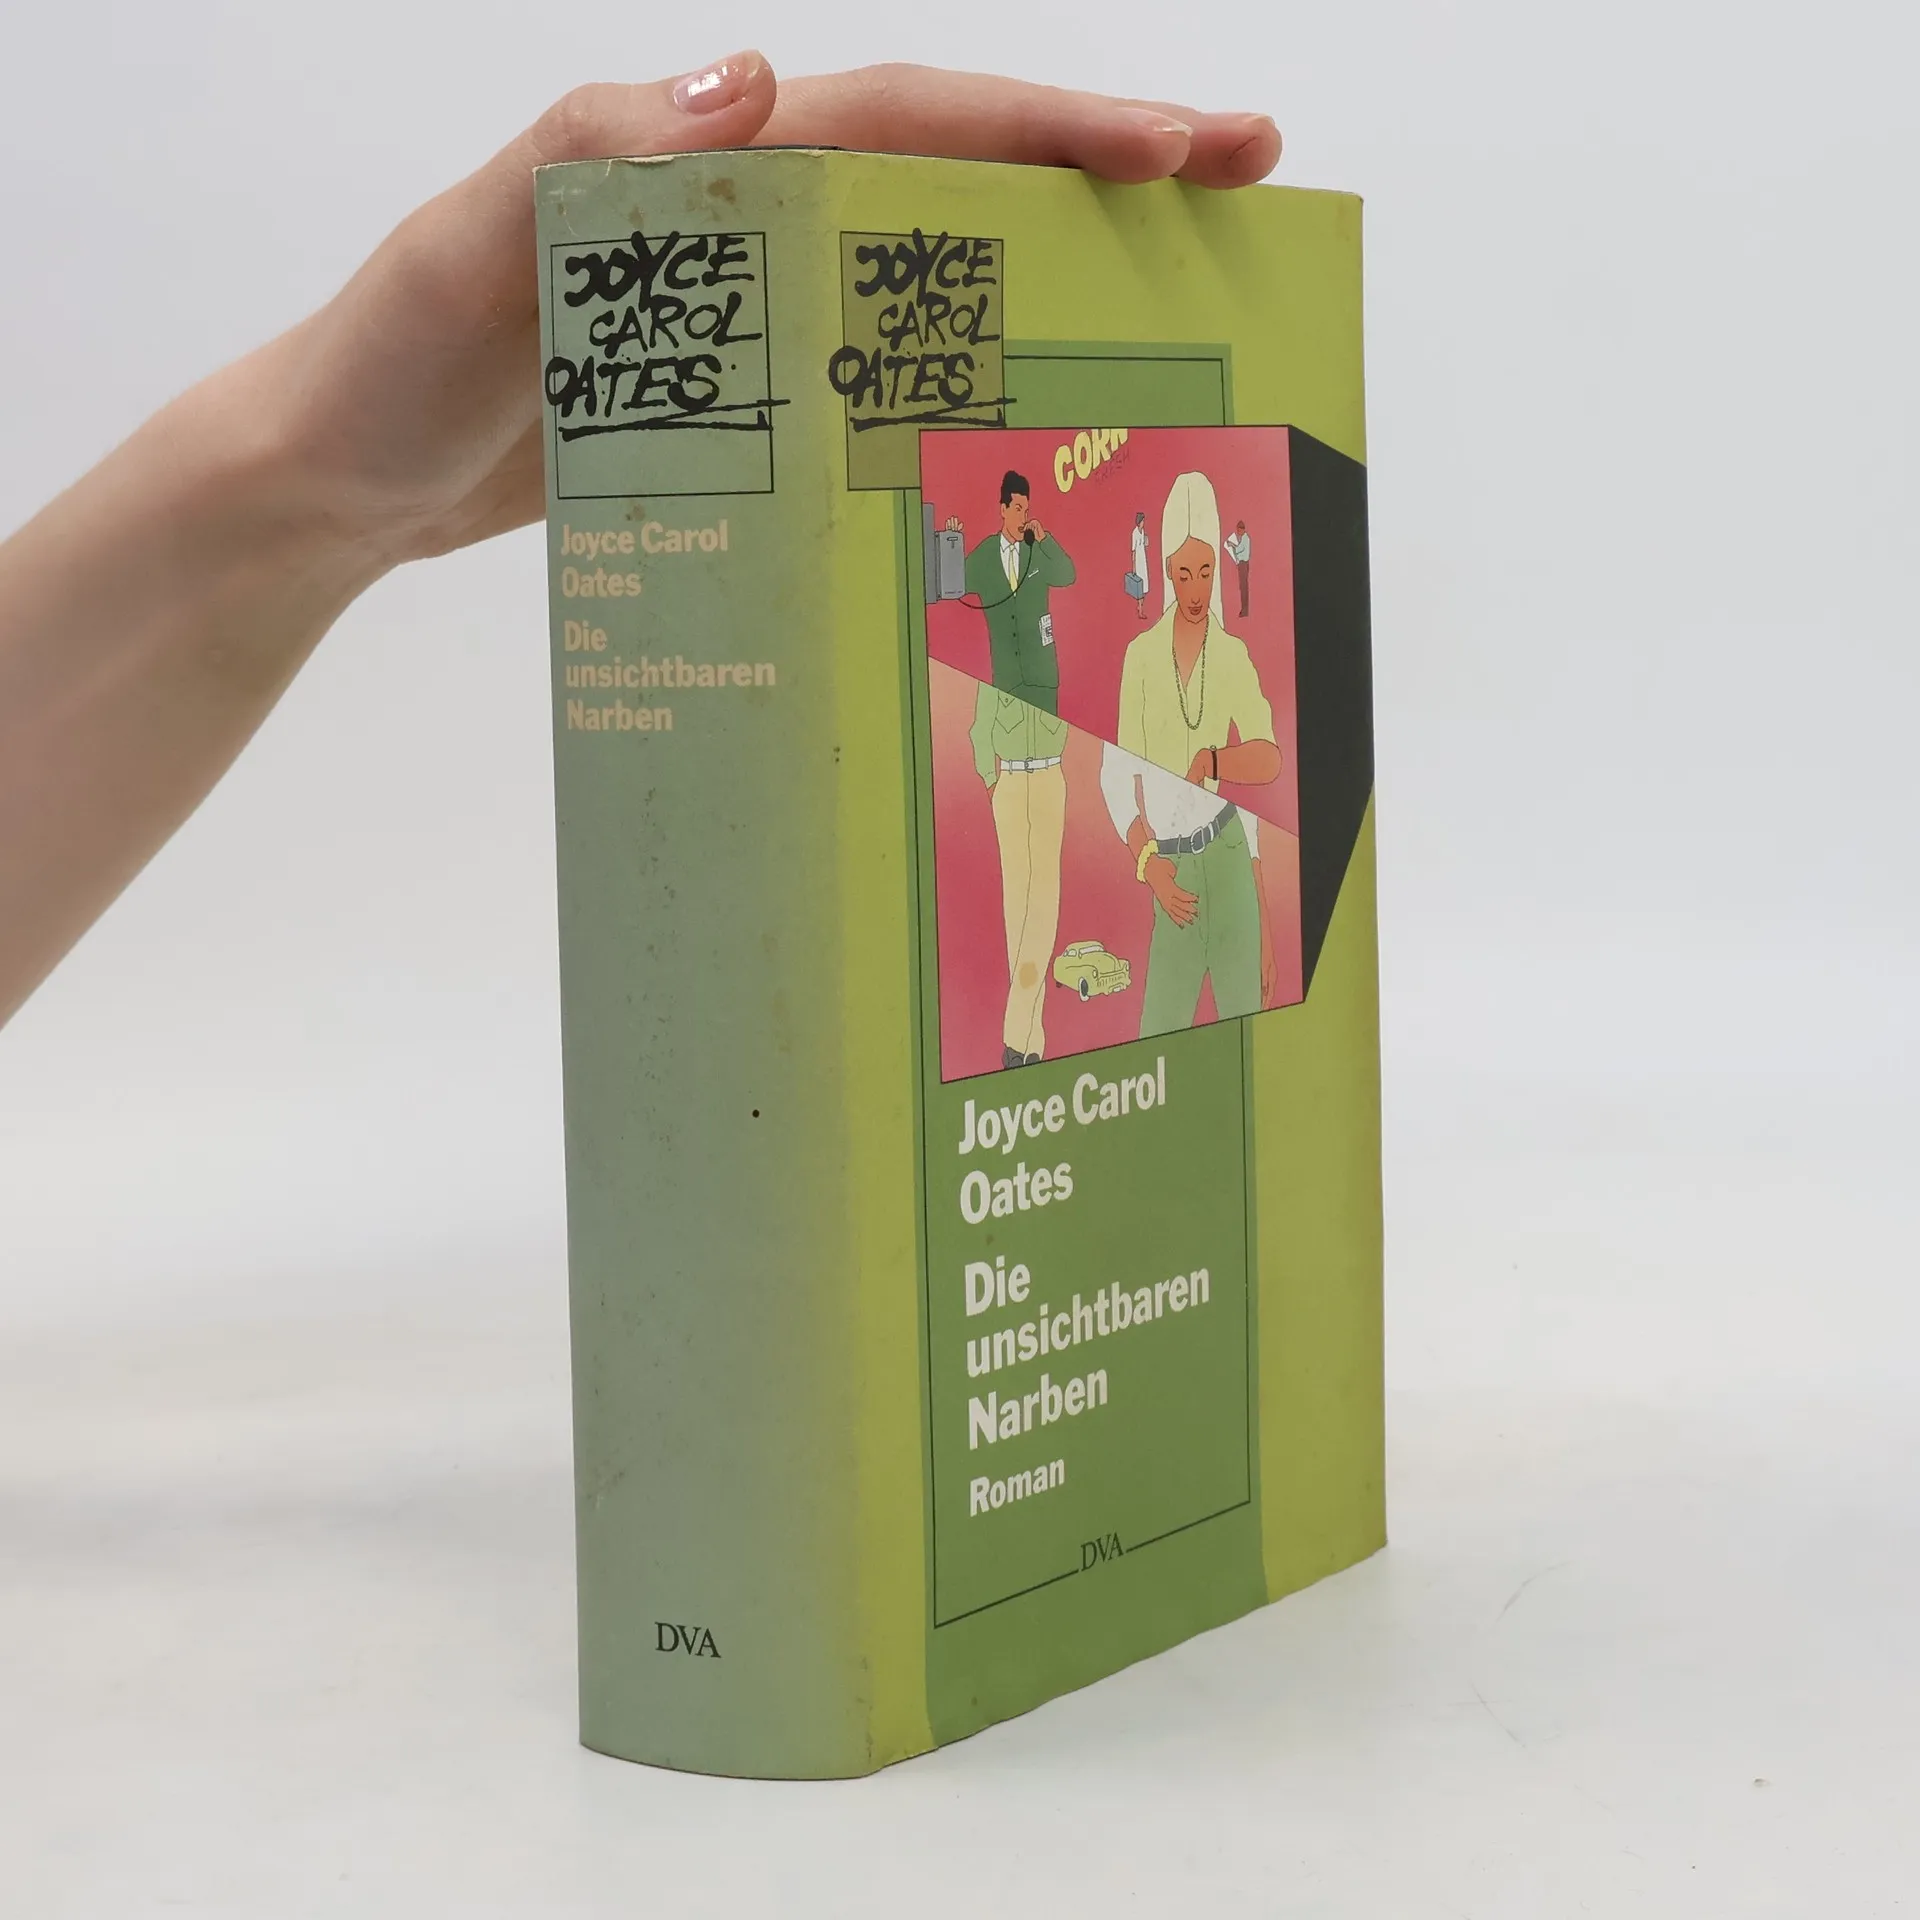 JOYCE
CAROL
OATES
Joyce Carol
Oates
Die
unsichtbaren
Narben
DVA
JOYCE
CAROL
OATES
CORN
Joyce Carol
Oates
Die
unsichtbaren
Narben
Roman
DVA